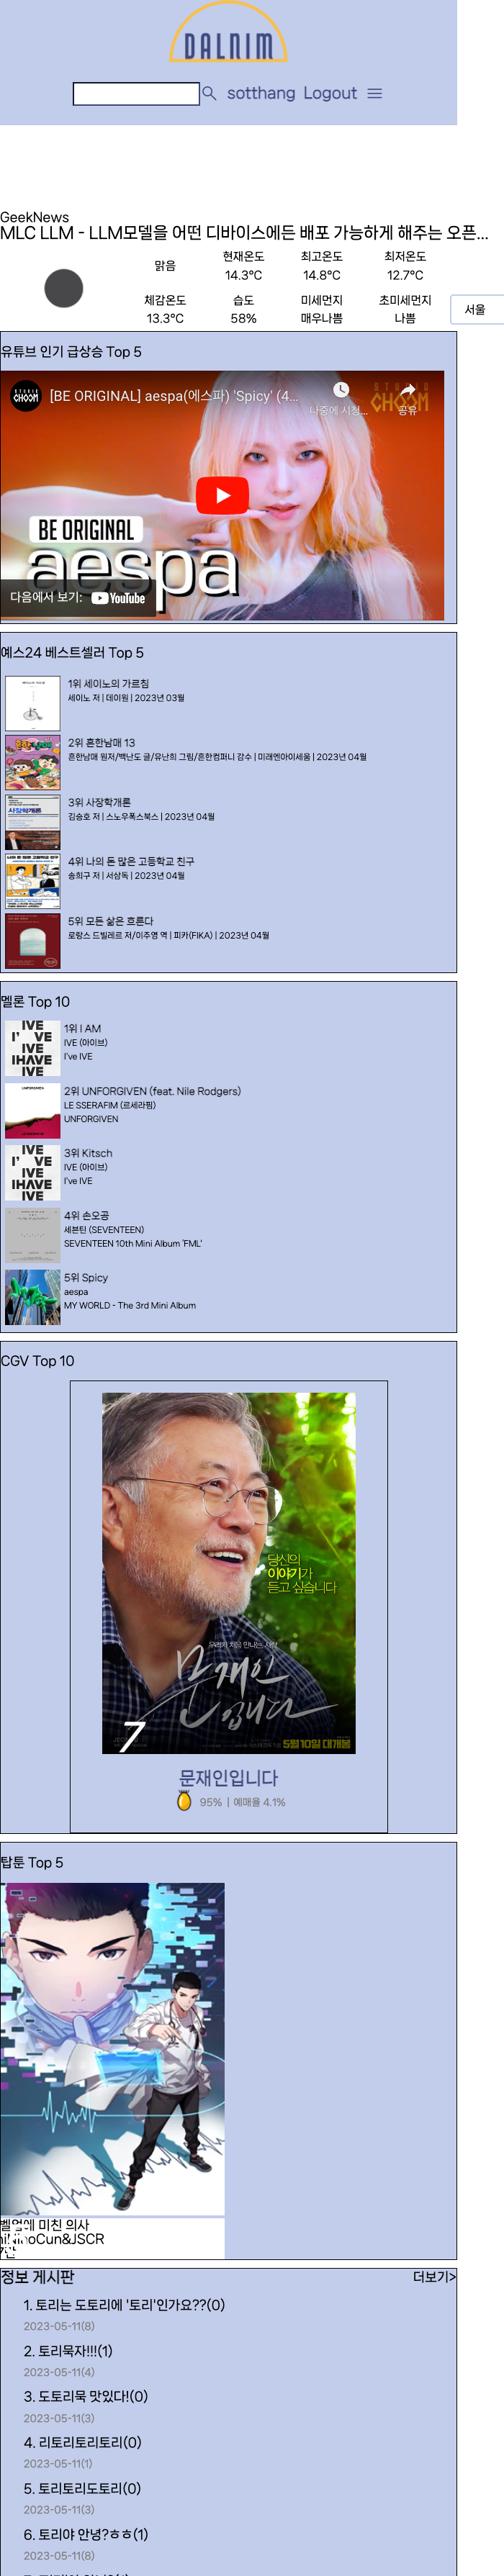 DALNIM
sotthang Logout
GeekNews
MLC LLM - LLM모델을 어떤 디바이스에든 배포 가능하게 해주는 오픈...
맑음
현재온도
14.3℃
최고온도
14.8℃
최저온도
12.7℃
체감온도
13.3℃
습도
58%
미세먼지
매우나쁨
초미세먼지
나쁨
서울
유튜브 인기 급상승 Top 5
STUDIO CHOOM
[BE ORIGINAL] aespa(에스파) 'Spicy' (4...
나중에 시청...
공유
BE ORIGINAL
aespa
다음에서 보기: YouTube
예스24 베스트셀러 Top 5
1위 세이노의 가르침
세이노 저 | 데이원 | 2023년 03월
2위 흔한남매 13
흔한남매 원저/백난도 글/유난희 그림/흔한컴퍼니 감수 | 미래엔아이세움 | 2023년 04월
3위 사장학개론
김승호 저 | 스노우폭스북스 | 2023년 04월
4위 나의 돈 많은 고등학교 친구
송희구 저 | 서삼독 | 2023년 04월
5위 모든 삶은 흐른다
로랑스 드빌레르 저/이주영 역 | 피카(FIKA) | 2023년 04월
멜론 Top 10
1위 I AM
IVE (아이브)
I've IVE
2위 UNFORGIVEN (feat. Nile Rodgers)
LE SSERAFIM (르세라핌)
UNFORGIVEN
3위 Kitsch
IVE (아이브)
I've IVE
4위 손오공
세븐틴 (SEVENTEEN)
SEVENTEEN 10th Mini Album 'FML'
5위 Spicy
aespa
MY WORLD - The 3rd Mini Album
CGV Top 10
당신의
이야기가
듣고 싶습니다
우리가 처음 만나는 사람
문재인
입니다
5월 10일 대개봉
7
문재인입니다
95% | 예매율 4.1%
탑툰 Top 5
미친 의사
Cun&JSCR
정보 게시판
더보기>
1. 토리는 도토리에 '토리'인가요??(0)
2023-05-11(8)
2. 토리묵자!!!(1)
2023-05-11(4)
3. 도토리묵 맛있다!(0)
2023-05-11(3)
4. 리토리토리토리(0)
2023-05-11(1)
5. 토리토리도토리(0)
2023-05-11(3)
6. 토리야 안녕?ㅎㅎ(1)
2023-05-11(8)